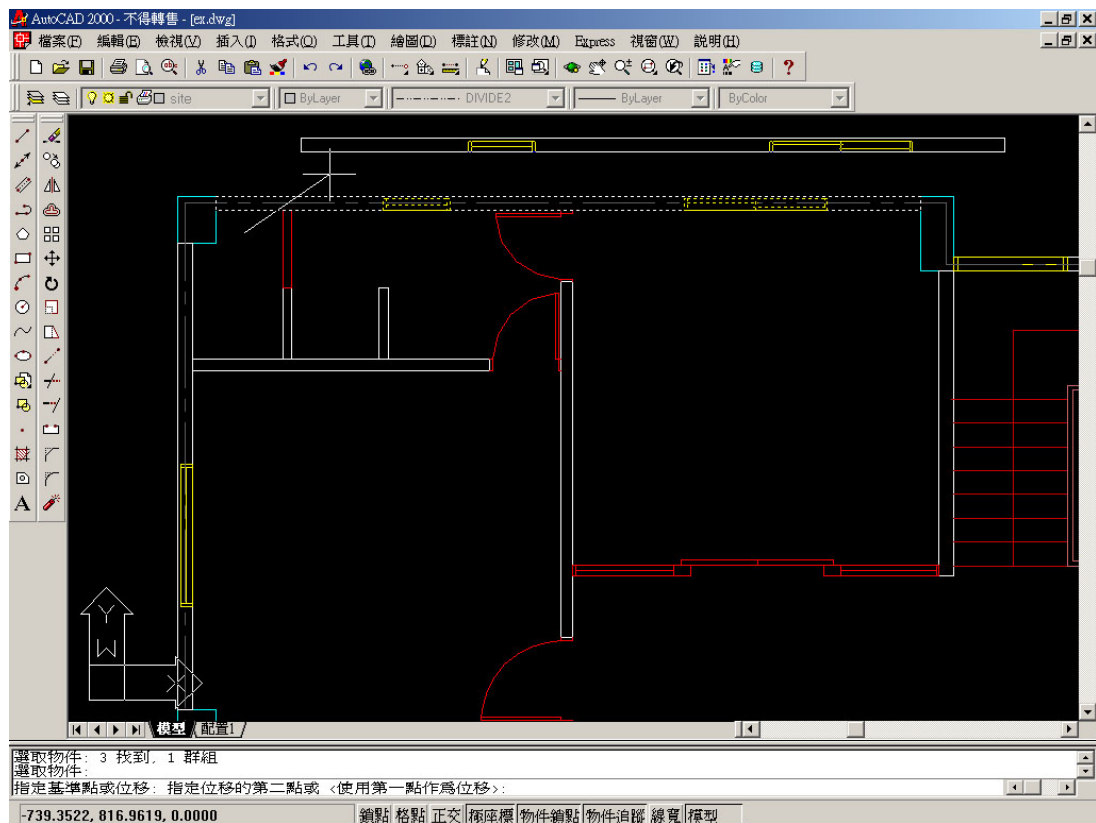 AutoCAD 2000 - 不得轉售 - [ex.dwg]
檔案(F) 編輯(E) 檢視(V) 插入(I) 格式(O) 工具(T) 繪圖(D) 標註(N) 修改(M) Express 視窗(W) 說明(H)
site ByLayer DIVIDE2 ByLayer ByColor
A
Y
W
X
模型 配置1
選取物件: 3 找到, 1 群組
選取物件:
指定基準點或位移: 指定位移的第二點或 <使用第一點作為位移>:
-739.3522, 816.9619, 0.0000 鎖點 格點 正交 極座標 物件鎖點 物件追蹤 線寬 模型